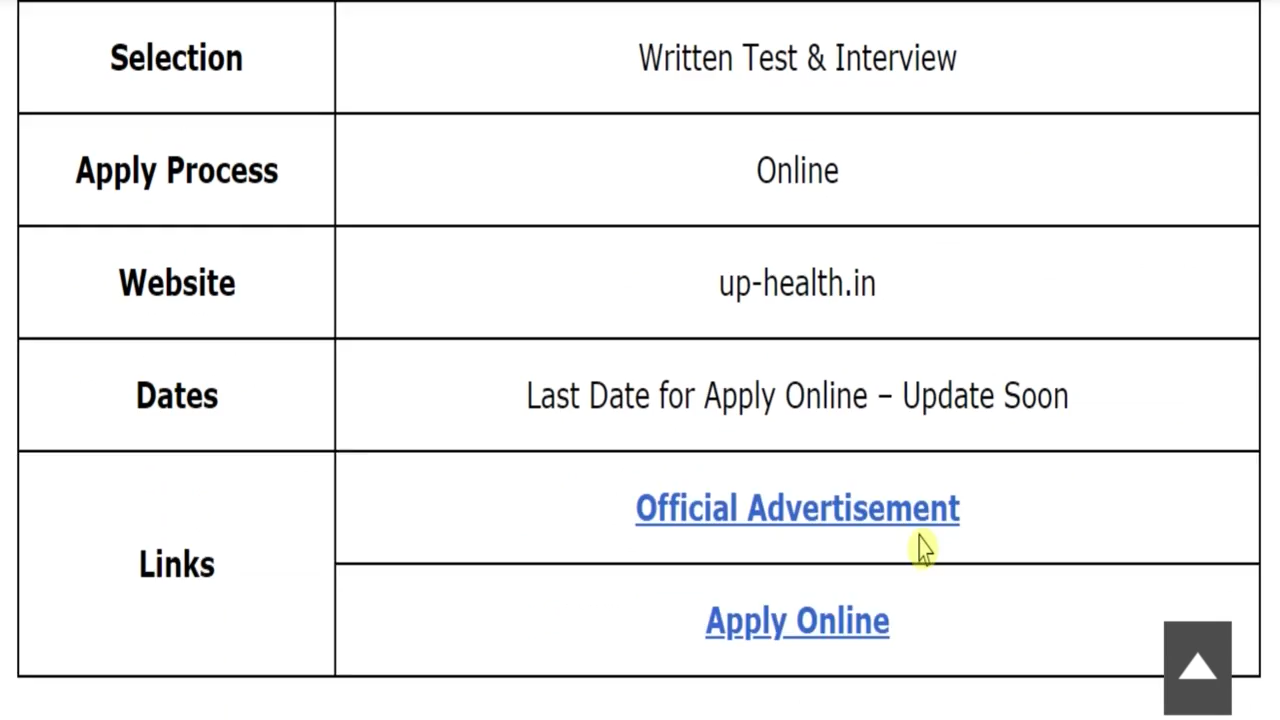 Selection
Written Test & Interview
Apply Process
Online
Website
up-health.in
Dates
Last Date for Apply Online – Update Soon
Links
Official Advertisement
Apply Online